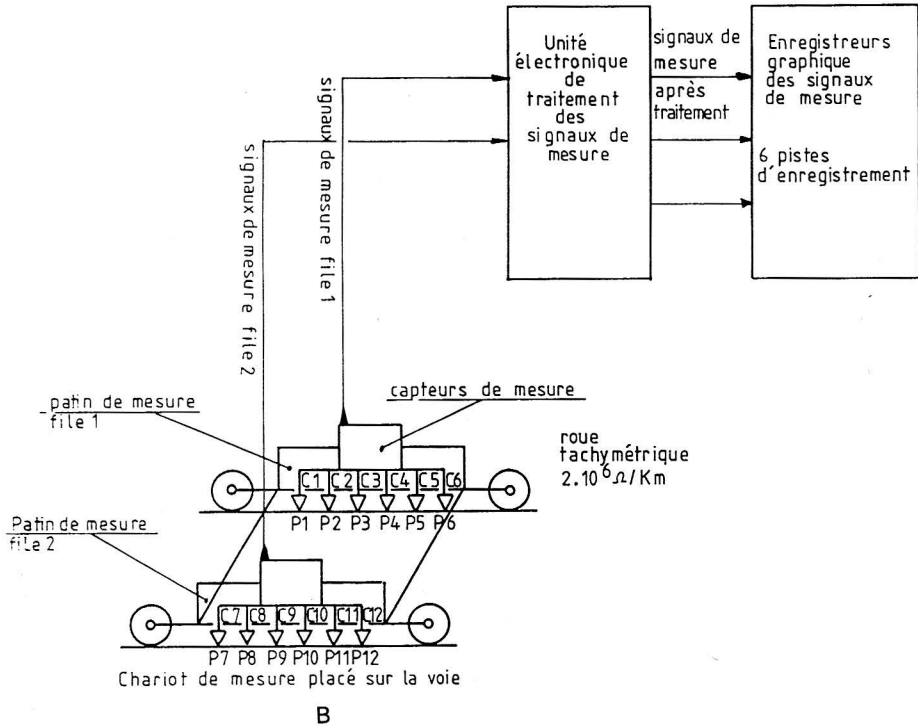 Unité
électronique
de
traitement
des
signaux de
mesure
signaux de
mesure
après
traitement
Enregistreurs
graphique
des signaux
de mesure
6 pistes
d'enregistrement
signaux de mesure file 1
signaux de mesure file 2
patin de mesure
file 1
capteurs de mesure
roue
tachymétrique
2.10⁶Ω/Km
C1 C2 C3 C4 C5 C6
P1 P2 P3 P4 P5 P6
Patin de mesure
file 2
C7 C8 C9 C10 C11 C12
P7 P8 P9 P10 P11 P12
Chariot de mesure placé sur la voie
B